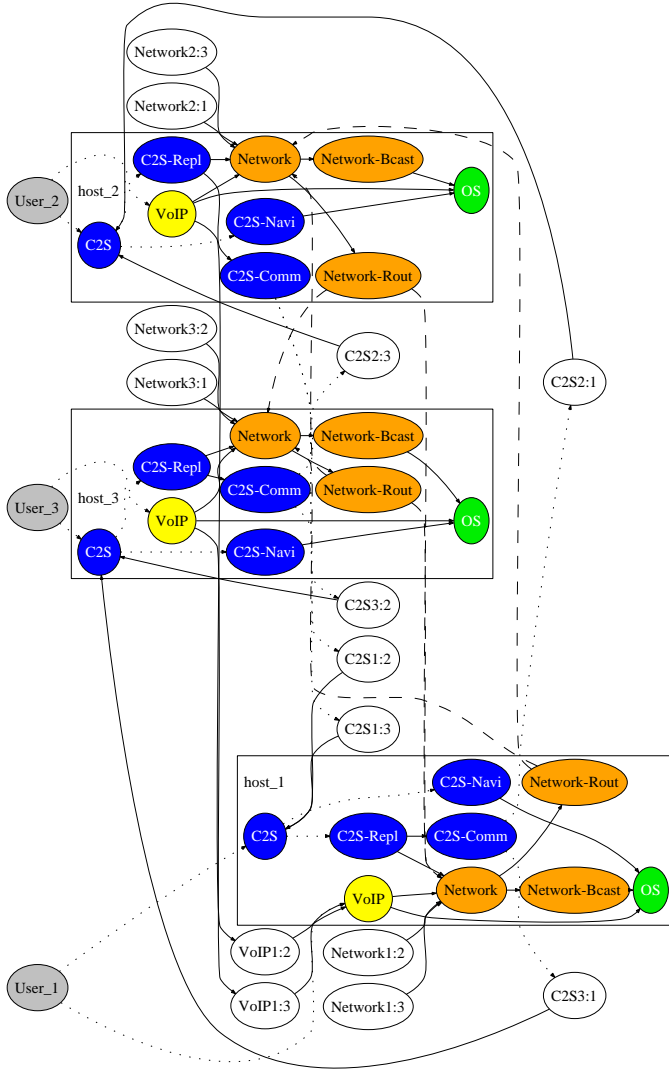 Network2:3
Network2:1
C2S-Repl
Network
Network-Bcast
User_2
host_2
OS
VoIP
C2S-Navi
C2S
C2S-Comm
Network-Rout
Network3:2
C2S2:3
Network3:1
C2S2:1
Network
Network-Bcast
C2S-Repl
C2S-Comm
Network-Rout
User_3
host_3
VoIP
OS
C2S
C2S-Navi
C2S3:2
C2S1:2
C2S1:3
host_1
C2S-Navi
Network-Rout
C2S
C2S-Repl
C2S-Comm
VoIP
Network
Network-Bcast
OS
VoIP1:2
Network1:2
User_1
VoIP1:3
Network1:3
C2S3:1